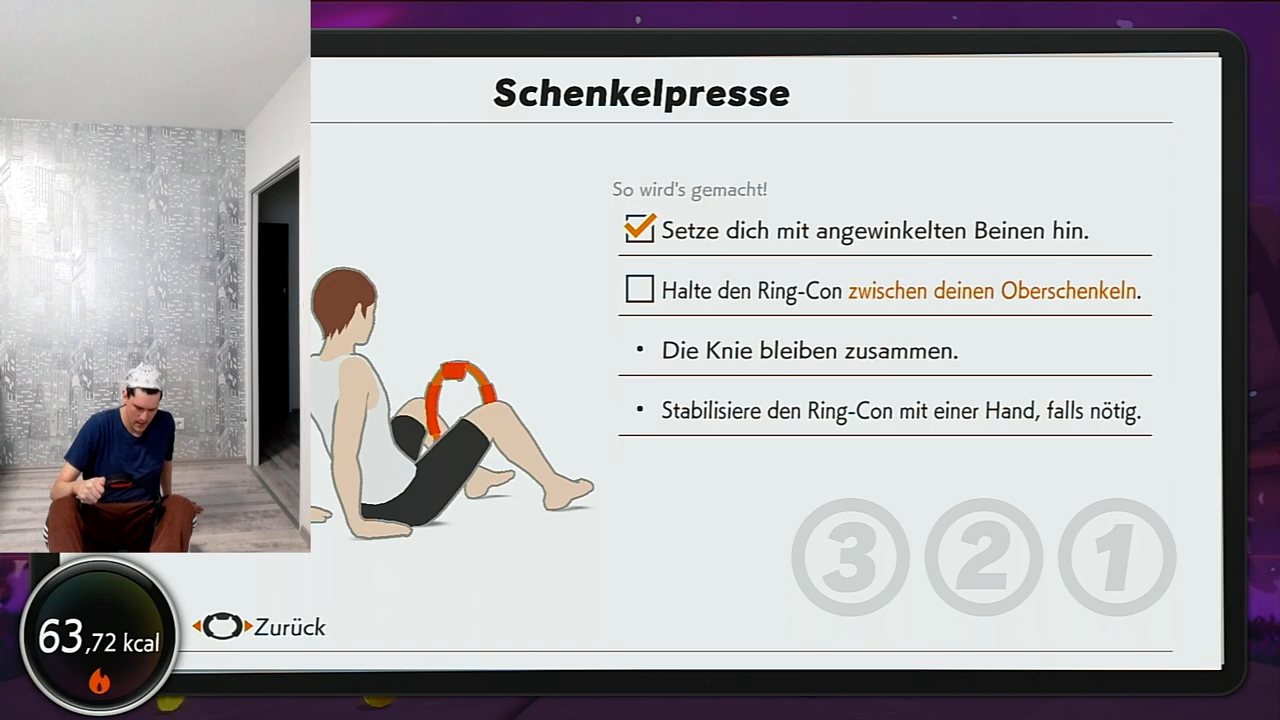 Schenkelpresse
So wird's gemacht!
Setze dich mit angewinkelten Beinen hin.
Halte den Ring-Con zwischen deinen Oberschenkeln.
• Die Knie bleiben zusammen.
• Stabilisiere den Ring-Con mit einer Hand, falls nötig.
3 2 1
63,72 kcal
Zurück